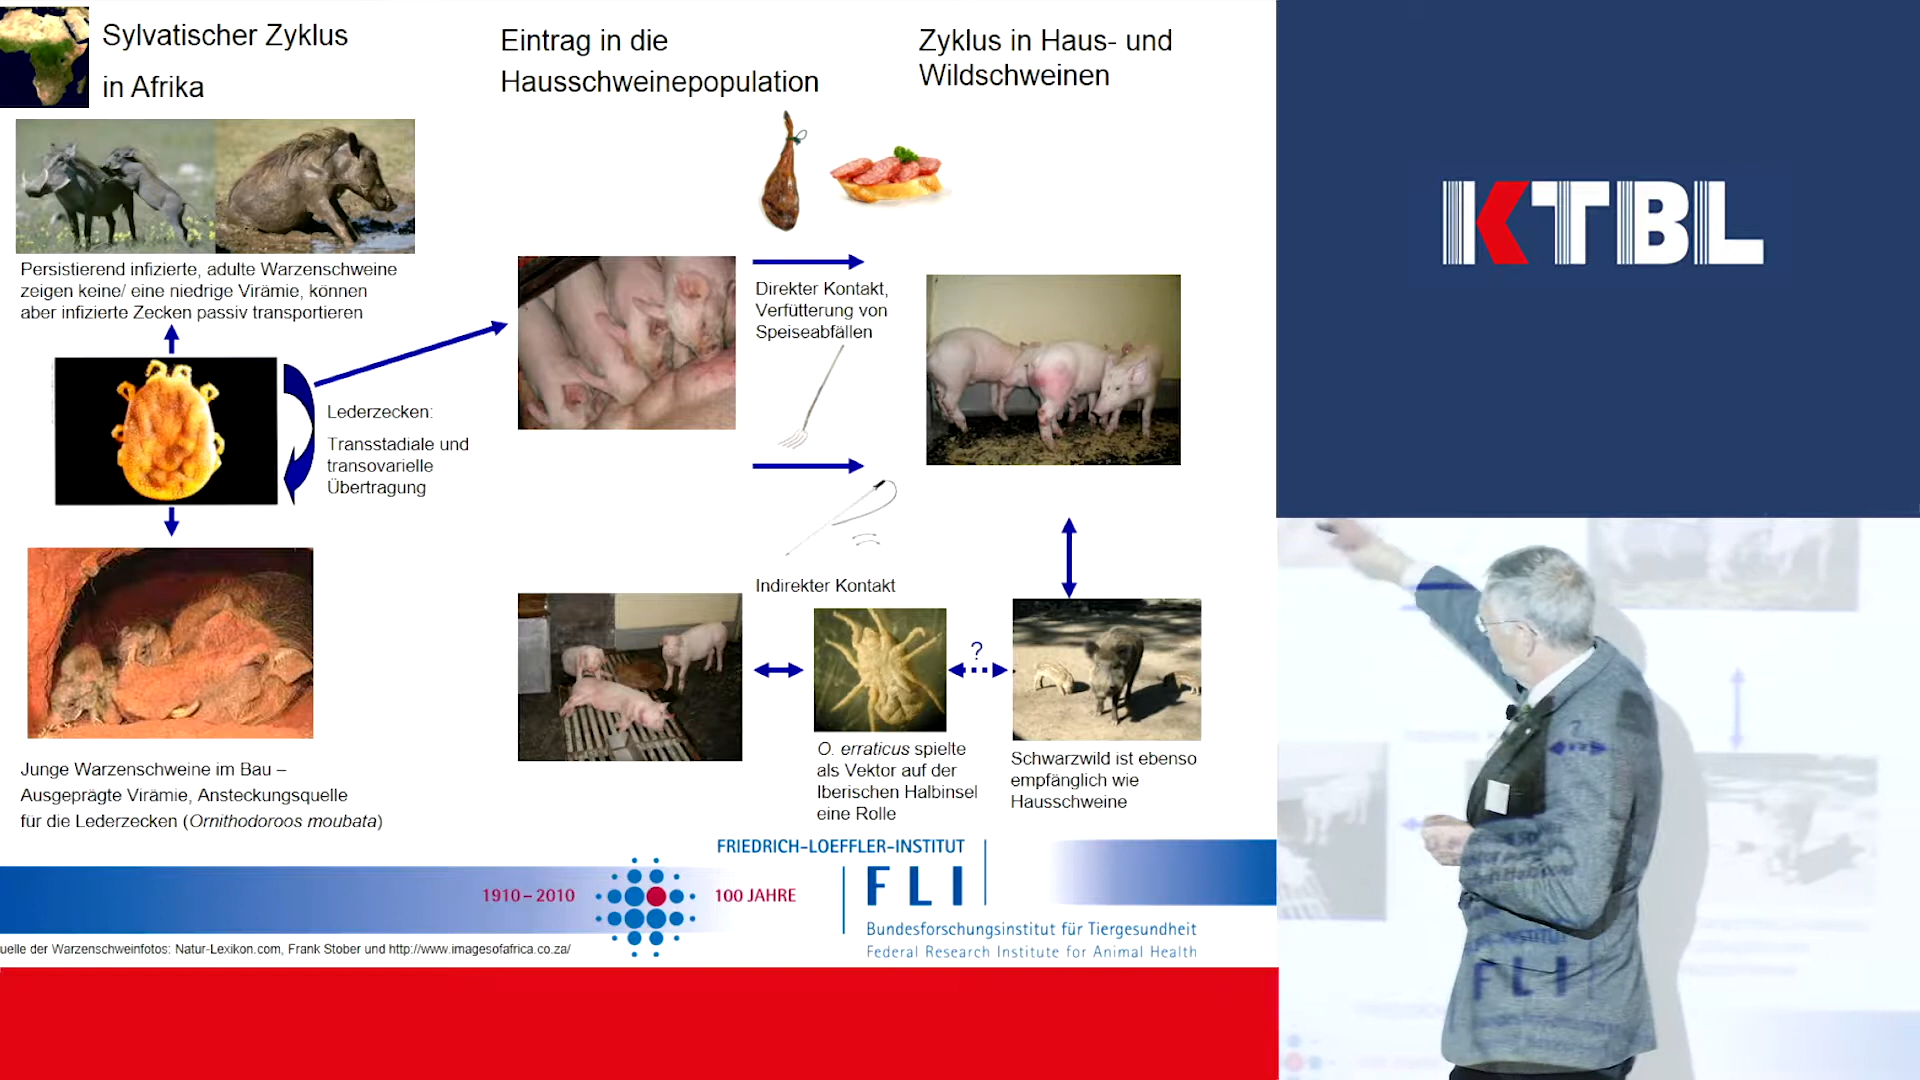 Sylvatischer Zyklus
in Afrika
Eintrag in die
Hausschweinepopulation
Zyklus in Haus- und
Wildschweinen
Persistierend infizierte, adulte Warzenschweine
zeigen keine/ eine niedrige Virämie, können
aber infizierte Zecken passiv transportieren
Lederzecken:
Transstadiale und
transovarielle
Übertragung
Junge Warzenschweine im Bau –
Ausgeprägte Virämie, Ansteckungsquelle
für die Lederzecken (Ornithodoroos moubata)
Direkter Kontakt,
Verfütterung von
Speiseabfällen
Indirekter Kontakt
?
O. erraticus spielte
als Vektor auf der
Iberischen Halbinsel
eine Rolle
Schwarzwild ist ebenso
empfänglich wie
Hausschweine
1910–2010
100 JAHRE
FRIEDRICH-LOEFFLER-INSTITUT
FLI
Bundesforschungsinstitut für Tiergesundheit
Federal Research Institute for Animal Health
der Warzenschweinfotos: Natur-Lexikon.com, Frank Stober und http://www.imagesofafrica.co.za/
KTBL
?
FLI